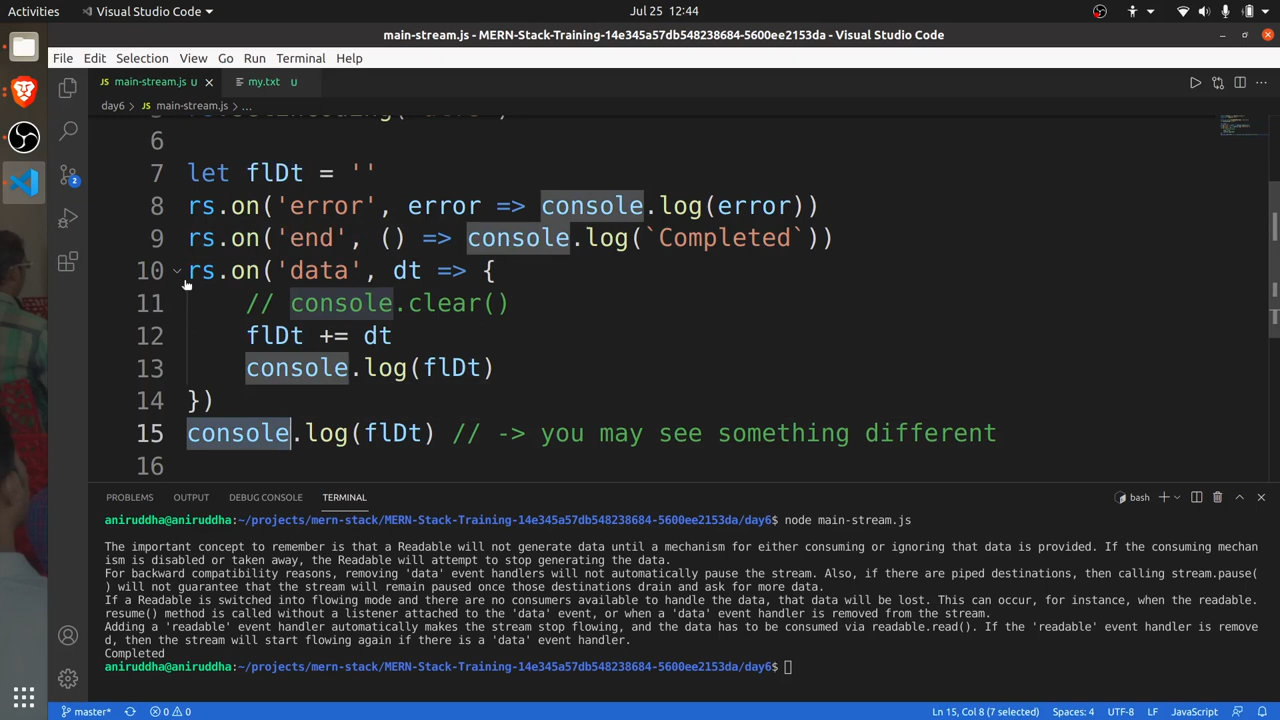 Activities
Visual Studio Code
Jul 25 12:44
main-stream.js - MERN-Stack-Training-14e345a57db548238684-5600ee2153da - Visual Studio Code
File Edit Selection View Go Run Terminal Help
main-stream.js U
my.txt U
day6 > JS main-stream.js > ...
6
7 let flDt = ''
8 rs.on('error', error => console.log(error))
9 rs.on('end', () => console.log(`Completed`))
10 rs.on('data', dt => {
11 // console.clear()
12 flDt += dt
13 console.log(flDt)
14 })
15 console.log(flDt) // -> you may see something different
16
2
PROBLEMS OUTPUT DEBUG CONSOLE TERMINAL
bash
aniruddha@aniruddha:~/projects/mern-stack/MERN-Stack-Training-14e345a57db548238684-5600ee2153da/day6$ node main-stream.js
The important concept to remember is that a Readable will not generate data until a mechanism for either consuming or ignoring that data is provided. If the consuming mechan
ism is disabled or taken away, the Readable will attempt to stop generating the data.
For backward compatibility reasons, removing 'data' event handlers will not automatically pause the stream. Also, if there are piped destinations, then calling stream.pause(
) will not guarantee that the stream will remain paused once those destinations drain and ask for more data.
If a Readable is switched into flowing mode and there are no consumers available to handle the data, that data will be lost. This can occur, for instance, when the readable.
resume() method is called without a listener attached to the 'data' event, or when a 'data' event handler is removed from the stream.
Adding a 'readable' event handler automatically makes the stream stop flowing, and the data has to be consumed via readable.read(). If the 'readable' event handler is remove
d, then the stream will start flowing again if there is a 'data' event handler.
Completed
aniruddha@aniruddha:~/projects/mern-stack/MERN-Stack-Training-14e345a57db548238684-5600ee2153da/day6$
master* 0 0 Ln 15, Col 8 (7 selected) Spaces: 4 UTF-8 LF JavaScript